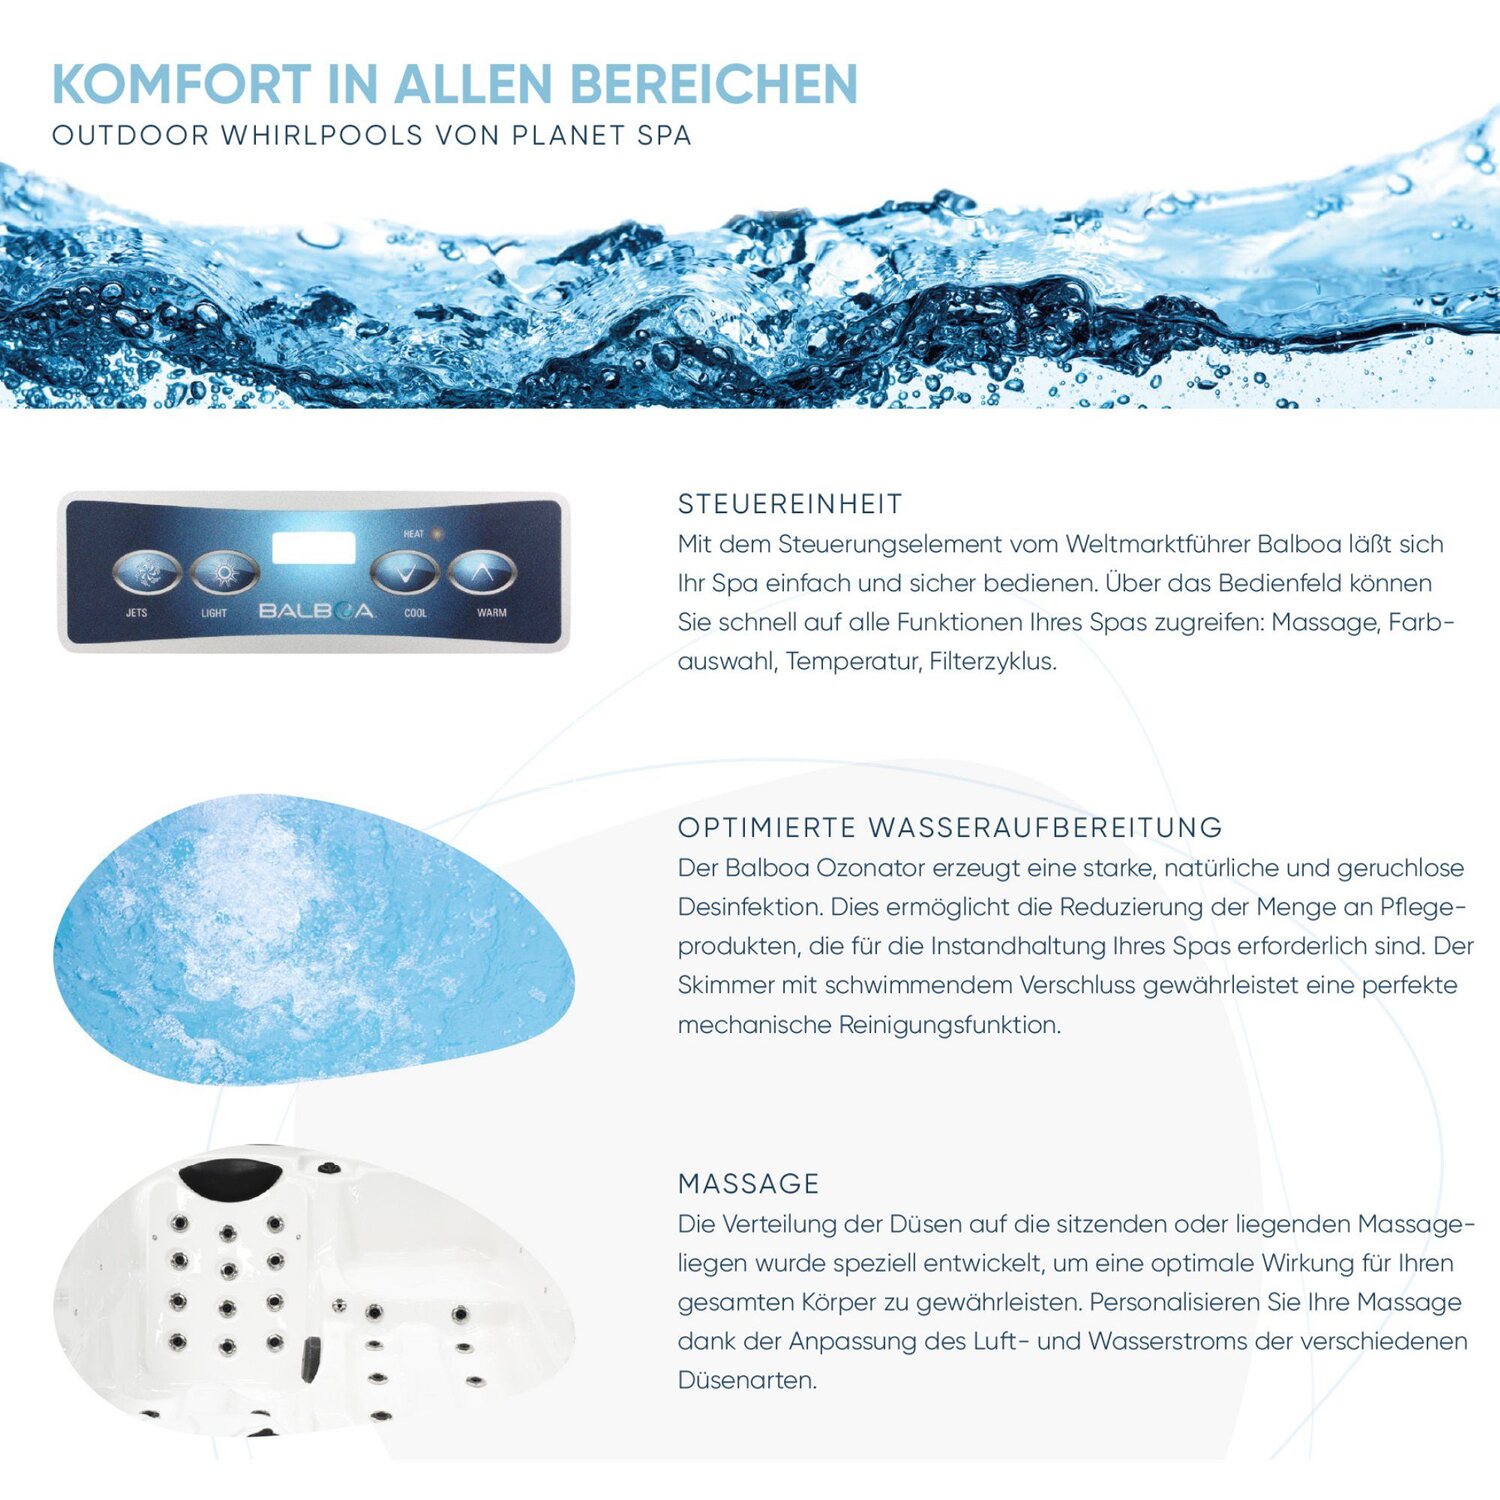 KOMFORT IN ALLEN BEREICHEN
OUTDOOR WHIRLPOOLS VON PLANET SPA
HEAT
JETS
LIGHT
BALBOA
COOL
WARM
STEUEREINHEIT
Mit dem Steuerungselement vom Weltmarktführer Balboa läßt sich
Ihr Spa einfach und sicher bedienen. Über das Bedienfeld können
Sie schnell auf alle Funktionen Ihres Spas zugreifen: Massage, Farb-
auswahl, Temperatur, Filterzyklus.
OPTIMIERTE WASSERAUFBEREITUNG
Der Balboa Ozonator erzeugt eine starke, natürliche und geruchlose
Desinfektion. Dies ermöglicht die Reduzierung der Menge an Pflege-
produkten, die für die Instandhaltung Ihres Spas erforderlich sind. Der
Skimmer mit schwimmendem Verschluss gewährleistet eine perfekte
mechanische Reinigungsfunktion.
MASSAGE
Die Verteilung der Düsen auf die sitzenden oder liegenden Massage-
liegen wurde speziell entwickelt, um eine optimale Wirkung für Ihren
gesamten Körper zu gewährleisten. Personalisieren Sie Ihre Massage
dank der Anpassung des Luft- und Wasserstroms der verschiedenen
Düsenarten.